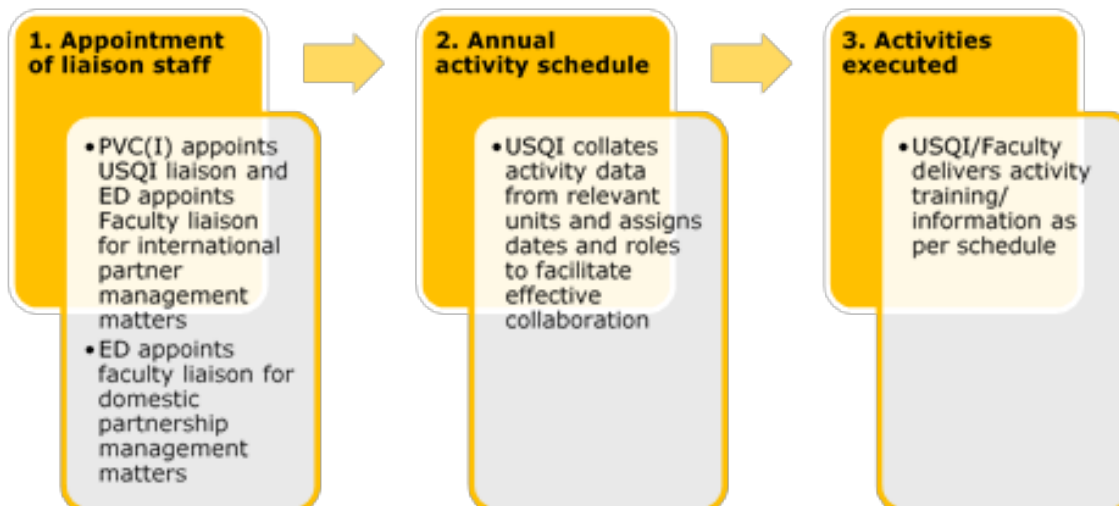 1. Appointment
of liaison staff
•PVC(I) appoints
USQI liaison and
ED appoints
Faculty liaison
for international
partner
management
matters
•ED appoints
faculty liaison for
domestic
partnership
management
matters
2. Annual
activity schedule
•USQI collates
activity data
from relevant
units and assigns
dates and roles
to facilitate
effective
collaboration
3. Activities
executed
•USQI/Faculty
delivers activity
training/
information as
per schedule